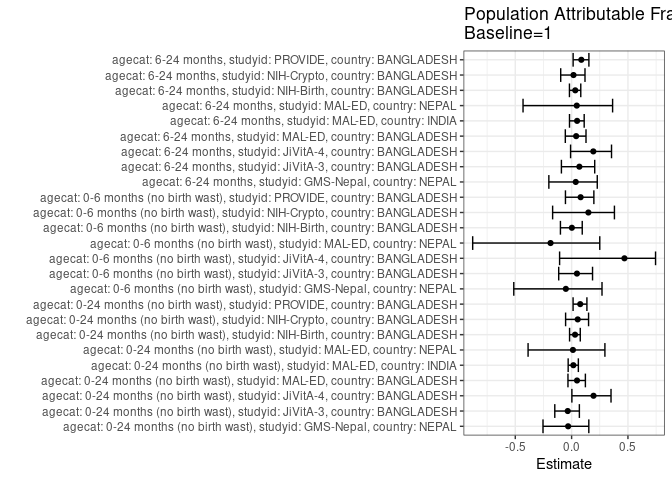 Population Attributable Fra
Baseline=1
agecat: 6-24 months, studyid: PROVIDE, country: BANGLADESH
agecat: 6-24 months, studyid: NIH-Crypto, country: BANGLADESH
agecat: 6-24 months, studyid: NIH-Birth, country: BANGLADESH
agecat: 6-24 months, studyid: MAL-ED, country: NEPAL
agecat: 6-24 months, studyid: MAL-ED, country: INDIA
agecat: 6-24 months, studyid: MAL-ED, country: BANGLADESH
agecat: 6-24 months, studyid: JiVitA-4, country: BANGLADESH
agecat: 6-24 months, studyid: JiVitA-3, country: BANGLADESH
agecat: 6-24 months, studyid: GMS-Nepal, country: NEPAL
agecat: 0-6 months (no birth wast), studyid: PROVIDE, country: BANGLADESH
agecat: 0-6 months (no birth wast), studyid: NIH-Crypto, country: BANGLADESH
agecat: 0-6 months (no birth wast), studyid: NIH-Birth, country: BANGLADESH
agecat: 0-6 months (no birth wast), studyid: MAL-ED, country: NEPAL
agecat: 0-6 months (no birth wast), studyid: JiVitA-4, country: BANGLADESH
agecat: 0-6 months (no birth wast), studyid: JiVitA-3, country: BANGLADESH
agecat: 0-6 months (no birth wast), studyid: GMS-Nepal, country: NEPAL
agecat: 0-24 months (no birth wast), studyid: PROVIDE, country: BANGLADESH
agecat: 0-24 months (no birth wast), studyid: NIH-Crypto, country: BANGLADESH
agecat: 0-24 months (no birth wast), studyid: NIH-Birth, country: BANGLADESH
agecat: 0-24 months (no birth wast), studyid: MAL-ED, country: NEPAL
agecat: 0-24 months (no birth wast), studyid: MAL-ED, country: INDIA
agecat: 0-24 months (no birth wast), studyid: MAL-ED, country: BANGLADESH
agecat: 0-24 months (no birth wast), studyid: JiVitA-4, country: BANGLADESH
agecat: 0-24 months (no birth wast), studyid: JiVitA-3, country: BANGLADESH
agecat: 0-24 months (no birth wast), studyid: GMS-Nepal, country: NEPAL
-0.5 0.0 0.5
Estimate